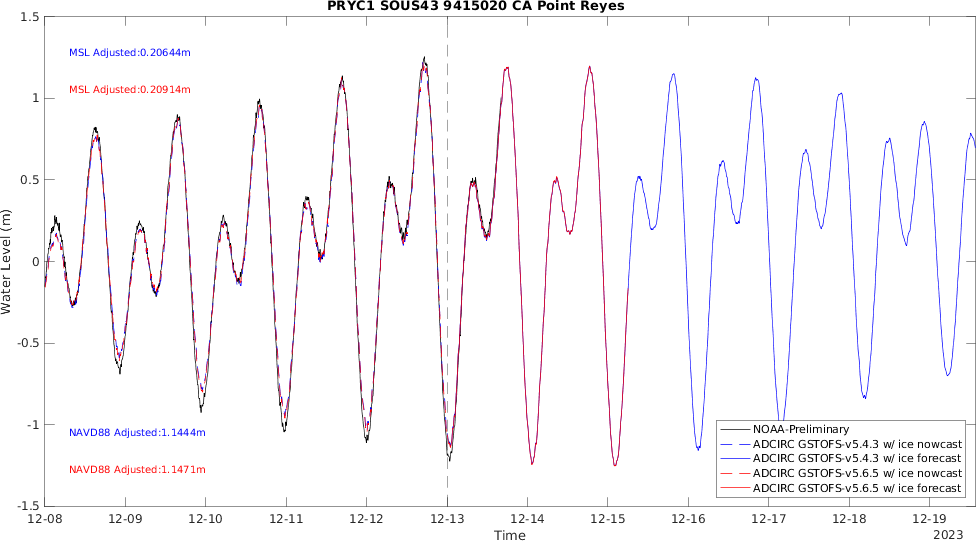 PRYC1 SOUS43 9415020 CA Point Reyes
1.5
MSL Adjusted:0.20644m
MSL Adjusted:0.20914m
1
0.5
0
-0.5
-1
-1.5
Water Level (m)
NAVD88 Adjusted:1.1444m
NAVD88 Adjusted:1.1471m
NOAA-Preliminary
ADCIRC GSTOFS-v5.4.3 w/ ice nowcast
ADCIRC GSTOFS-v5.4.3 w/ ice forecast
ADCIRC GSTOFS-v5.6.5 w/ ice nowcast
ADCIRC GSTOFS-v5.6.5 w/ ice forecast
12-08 12-09 12-10 12-11 12-12 12-13 12-14 12-15 12-16 12-17 12-18 12-19
Time
2023